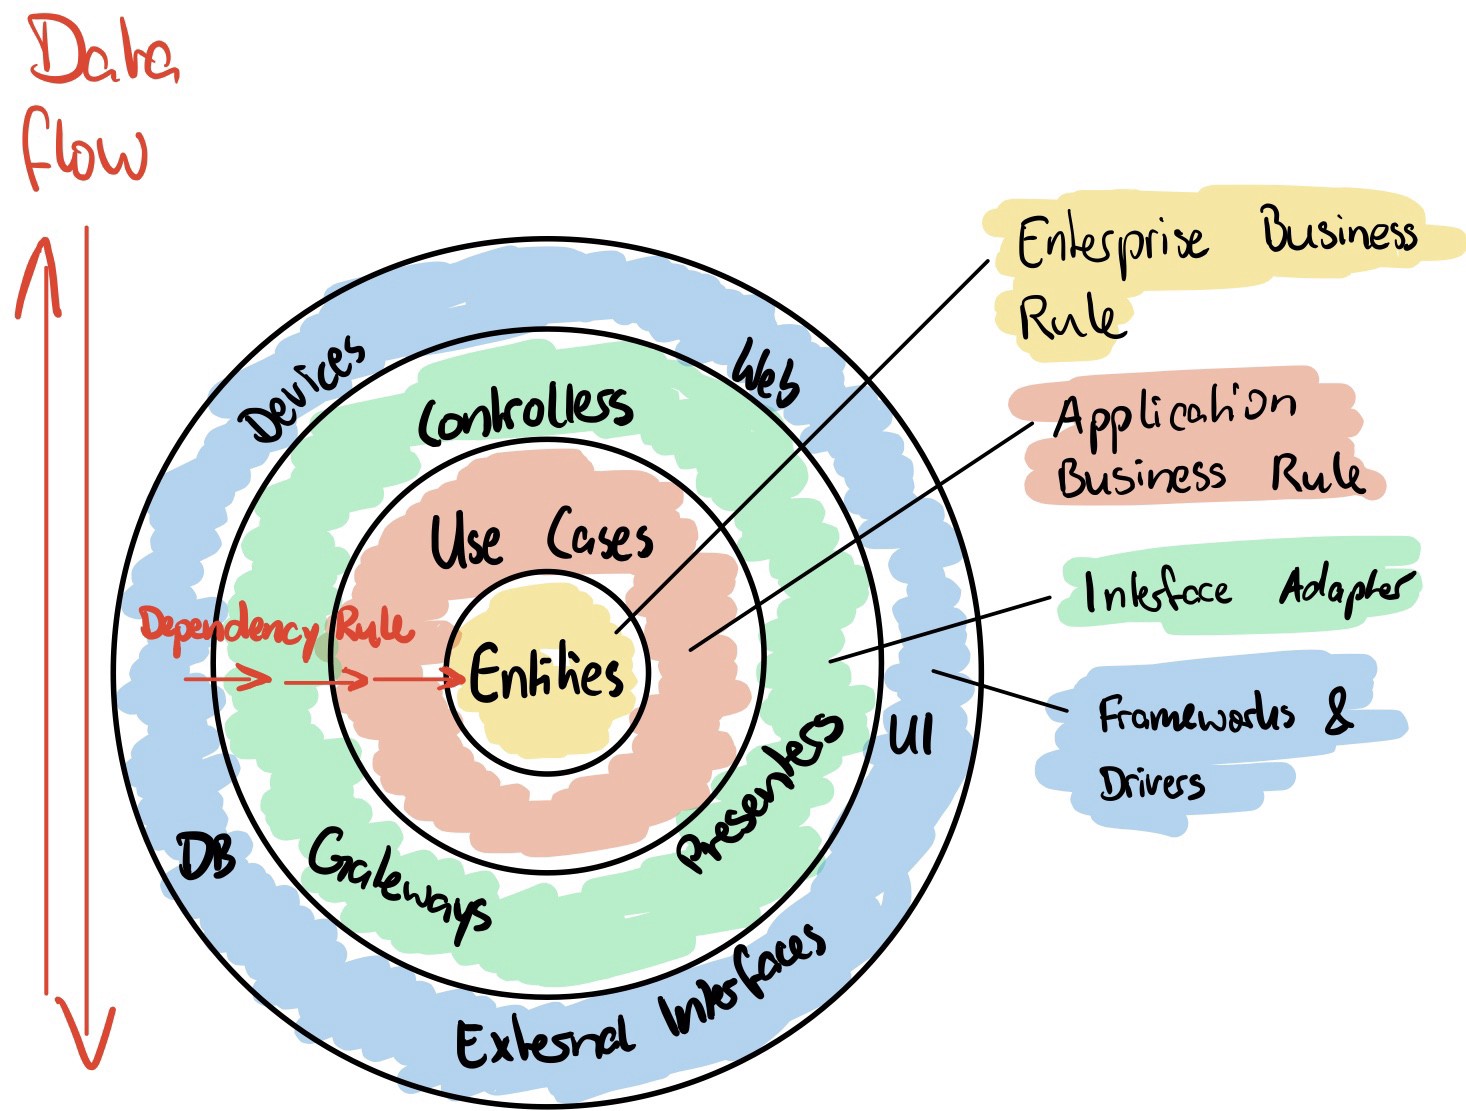 Data
flow
Enterprise Business
Rule
Application
Business Rule
Interface Adapter
Frameworks &
Drivers
Devices
Web
Controllers
Use Cases
Dependency Rule
Entities
UI
Presenters
DB
Gateways
External Interfaces